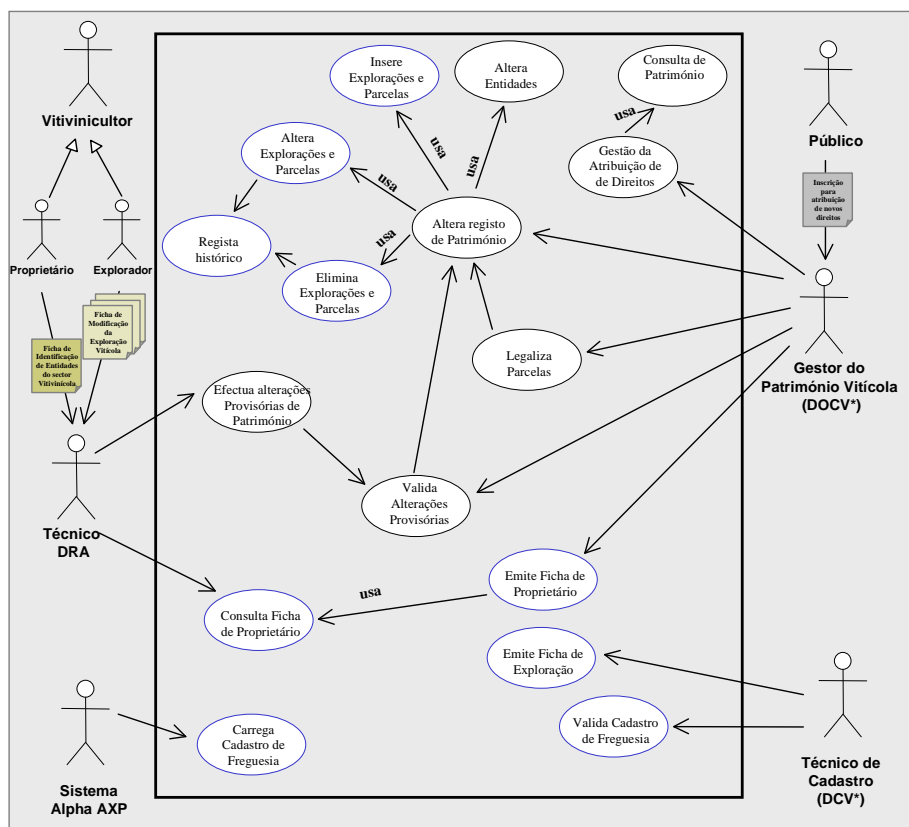 Vitivinicultor
Proprietário
Explorador
Ficha de
Modificação
da
Exploração
Vitícola
Ficha de
Identificação
de Entidades
do sector
Vitivinícola
Técnico
DRA
Sistema
Alpha AXP
Insere
Explorações e
Parcelas
Altera
Entidades
Consulta de
Património
usa
Gestão da
Atribuição de
de Direitos
Altera
Explorações e
Parcelas
usa
usa
usa
Altera registo
de Património
usa
Regista
histórico
Elimina
Explorações e
Parcelas
Legaliza
Parcelas
Efectua alterações
Provisórias de
Património
Valida
Alterações
Provisórias
Emite Ficha de
Proprietário
usa
Consulta Ficha
de Proprietário
Emite Ficha de
Exploração
Valida Cadastro
de Freguesia
Carrega
Cadastro de
Freguesia
Público
Inscrição
para
atribuição
de novos
direitos
Gestor do
Património Vitícola
(DOCV*)
Técnico de
Cadastro
(DCV*)